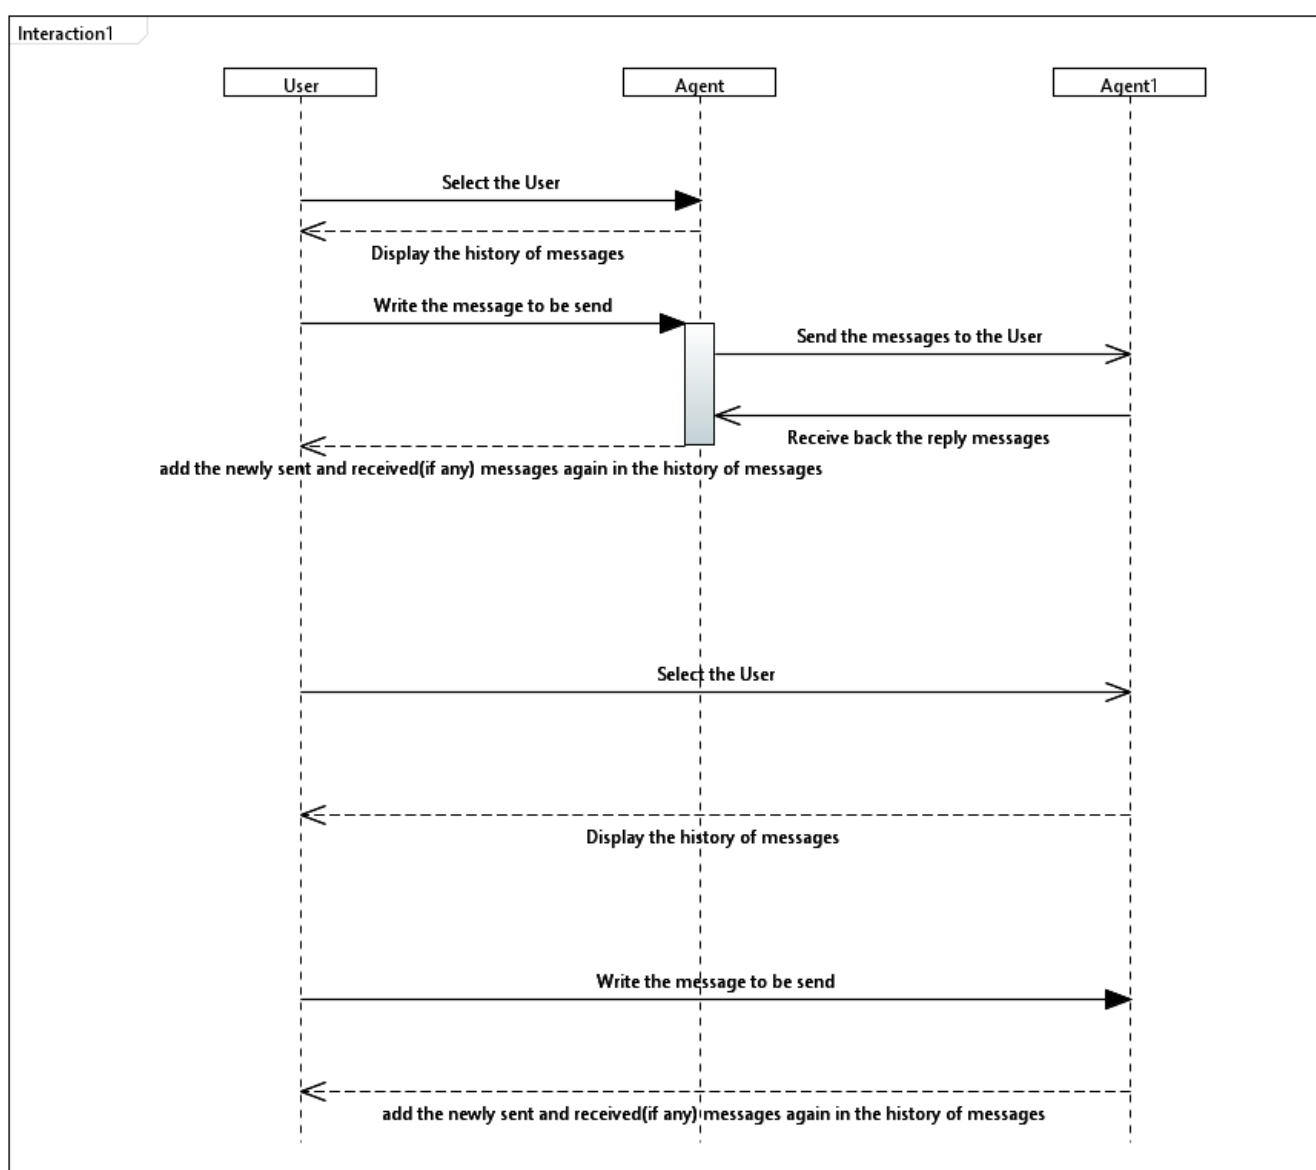 Interaction1
User
Agent
Agent1
Select the User
Display the history of messages
Write the message to be send
Send the messages to the User
Receive back the reply messages
add the newly sent and received(if any) messages again in the history of messages
Select the User
Display the history of messages
Write the message to be send
add the newly sent and received(if any) messages again in the history of messages